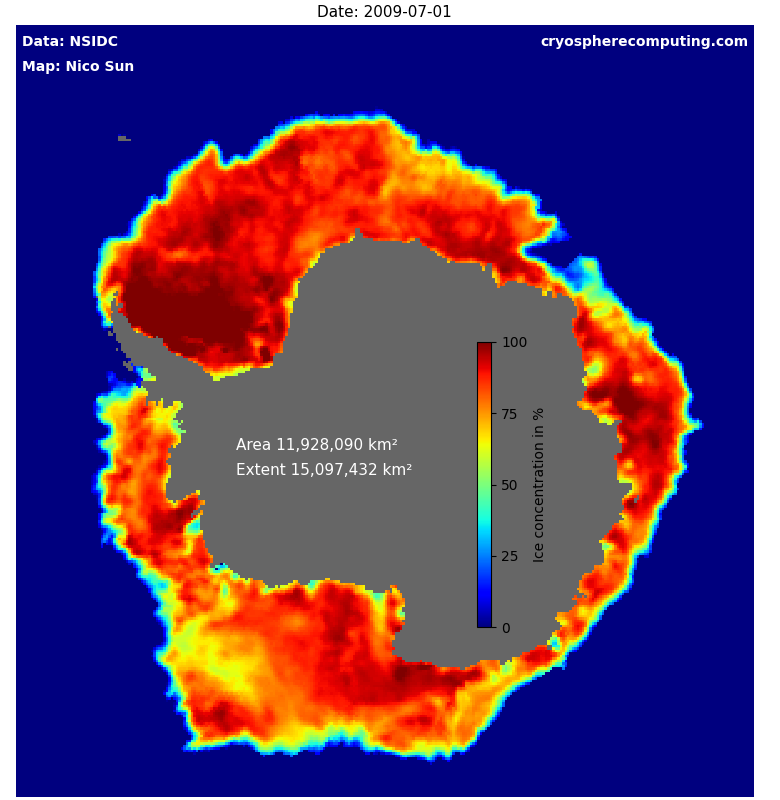 Date: 2009-07-01
Data: NSIDC
cryospherecomputing.com
Map: Nico Sun
100
75
50
25
0
Ice concentration in %
Area 11,928,090 km²
Extent 15,097,432 km²